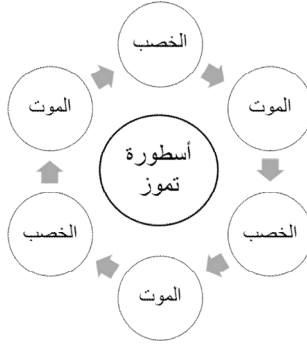 الخصب
الموت
الموت
أسطورة
تموز
الخصب
الخصب
الموت